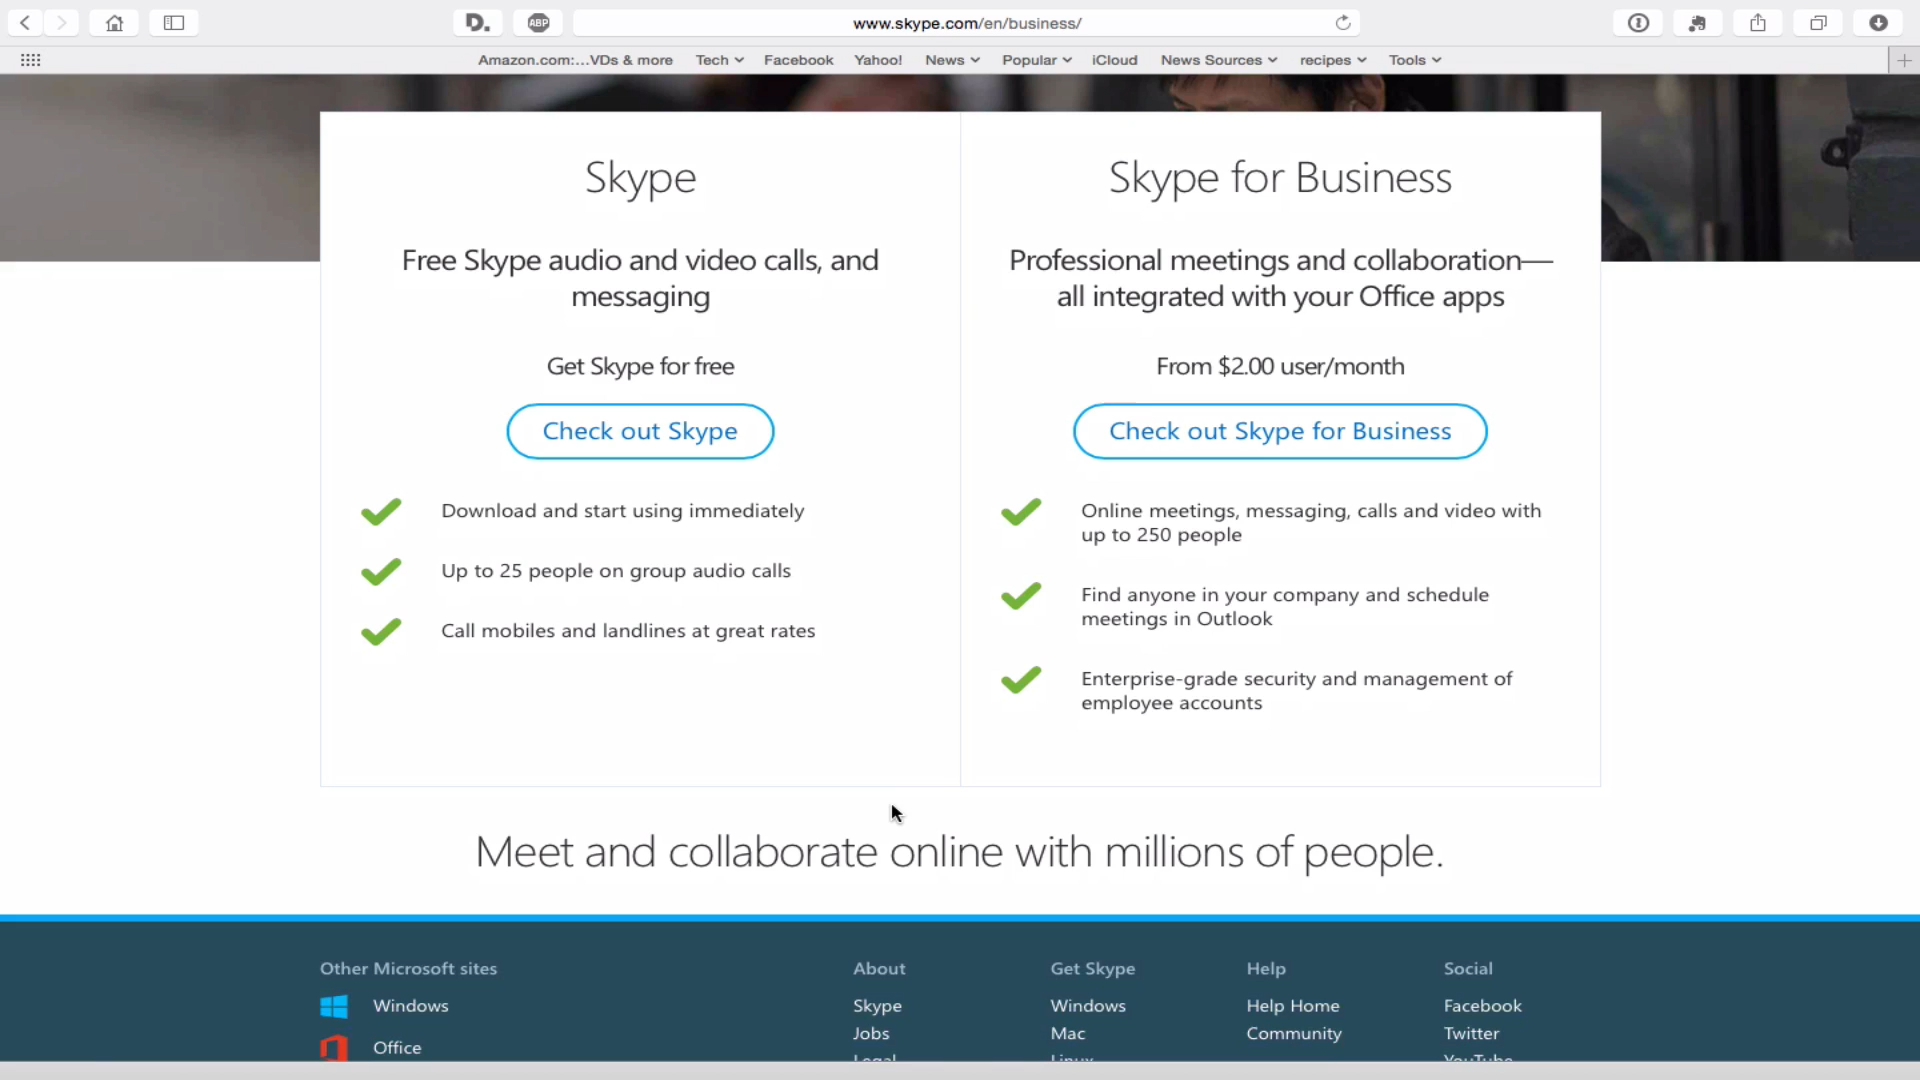 D.
ABP
www.skype.com/en/business/
Amazon.com:...VDs & more
Tech
Facebook
Yahoo!
News
Popular
iCloud
News Sources
recipes
Tools
Skype
Free Skype audio and video calls, and
messaging
Get Skype for free
Check out Skype
Download and start using immediately
Up to 25 people on group audio calls
Call mobiles and landlines at great rates
Skype for Business
Professional meetings and collaboration—
all integrated with your Office apps
From $2.00 user/month
Check out Skype for Business
Online meetings, messaging, calls and video with
up to 250 people
Find anyone in your company and schedule
meetings in Outlook
Enterprise-grade security and management of
employee accounts
Meet and collaborate online with millions of people.
Other Microsoft sites
Windows
Office
About
Skype
Jobs
Legal
Get Skype
Windows
Mac
Linux
Help
Help Home
Community
Social
Facebook
Twitter
YouTube